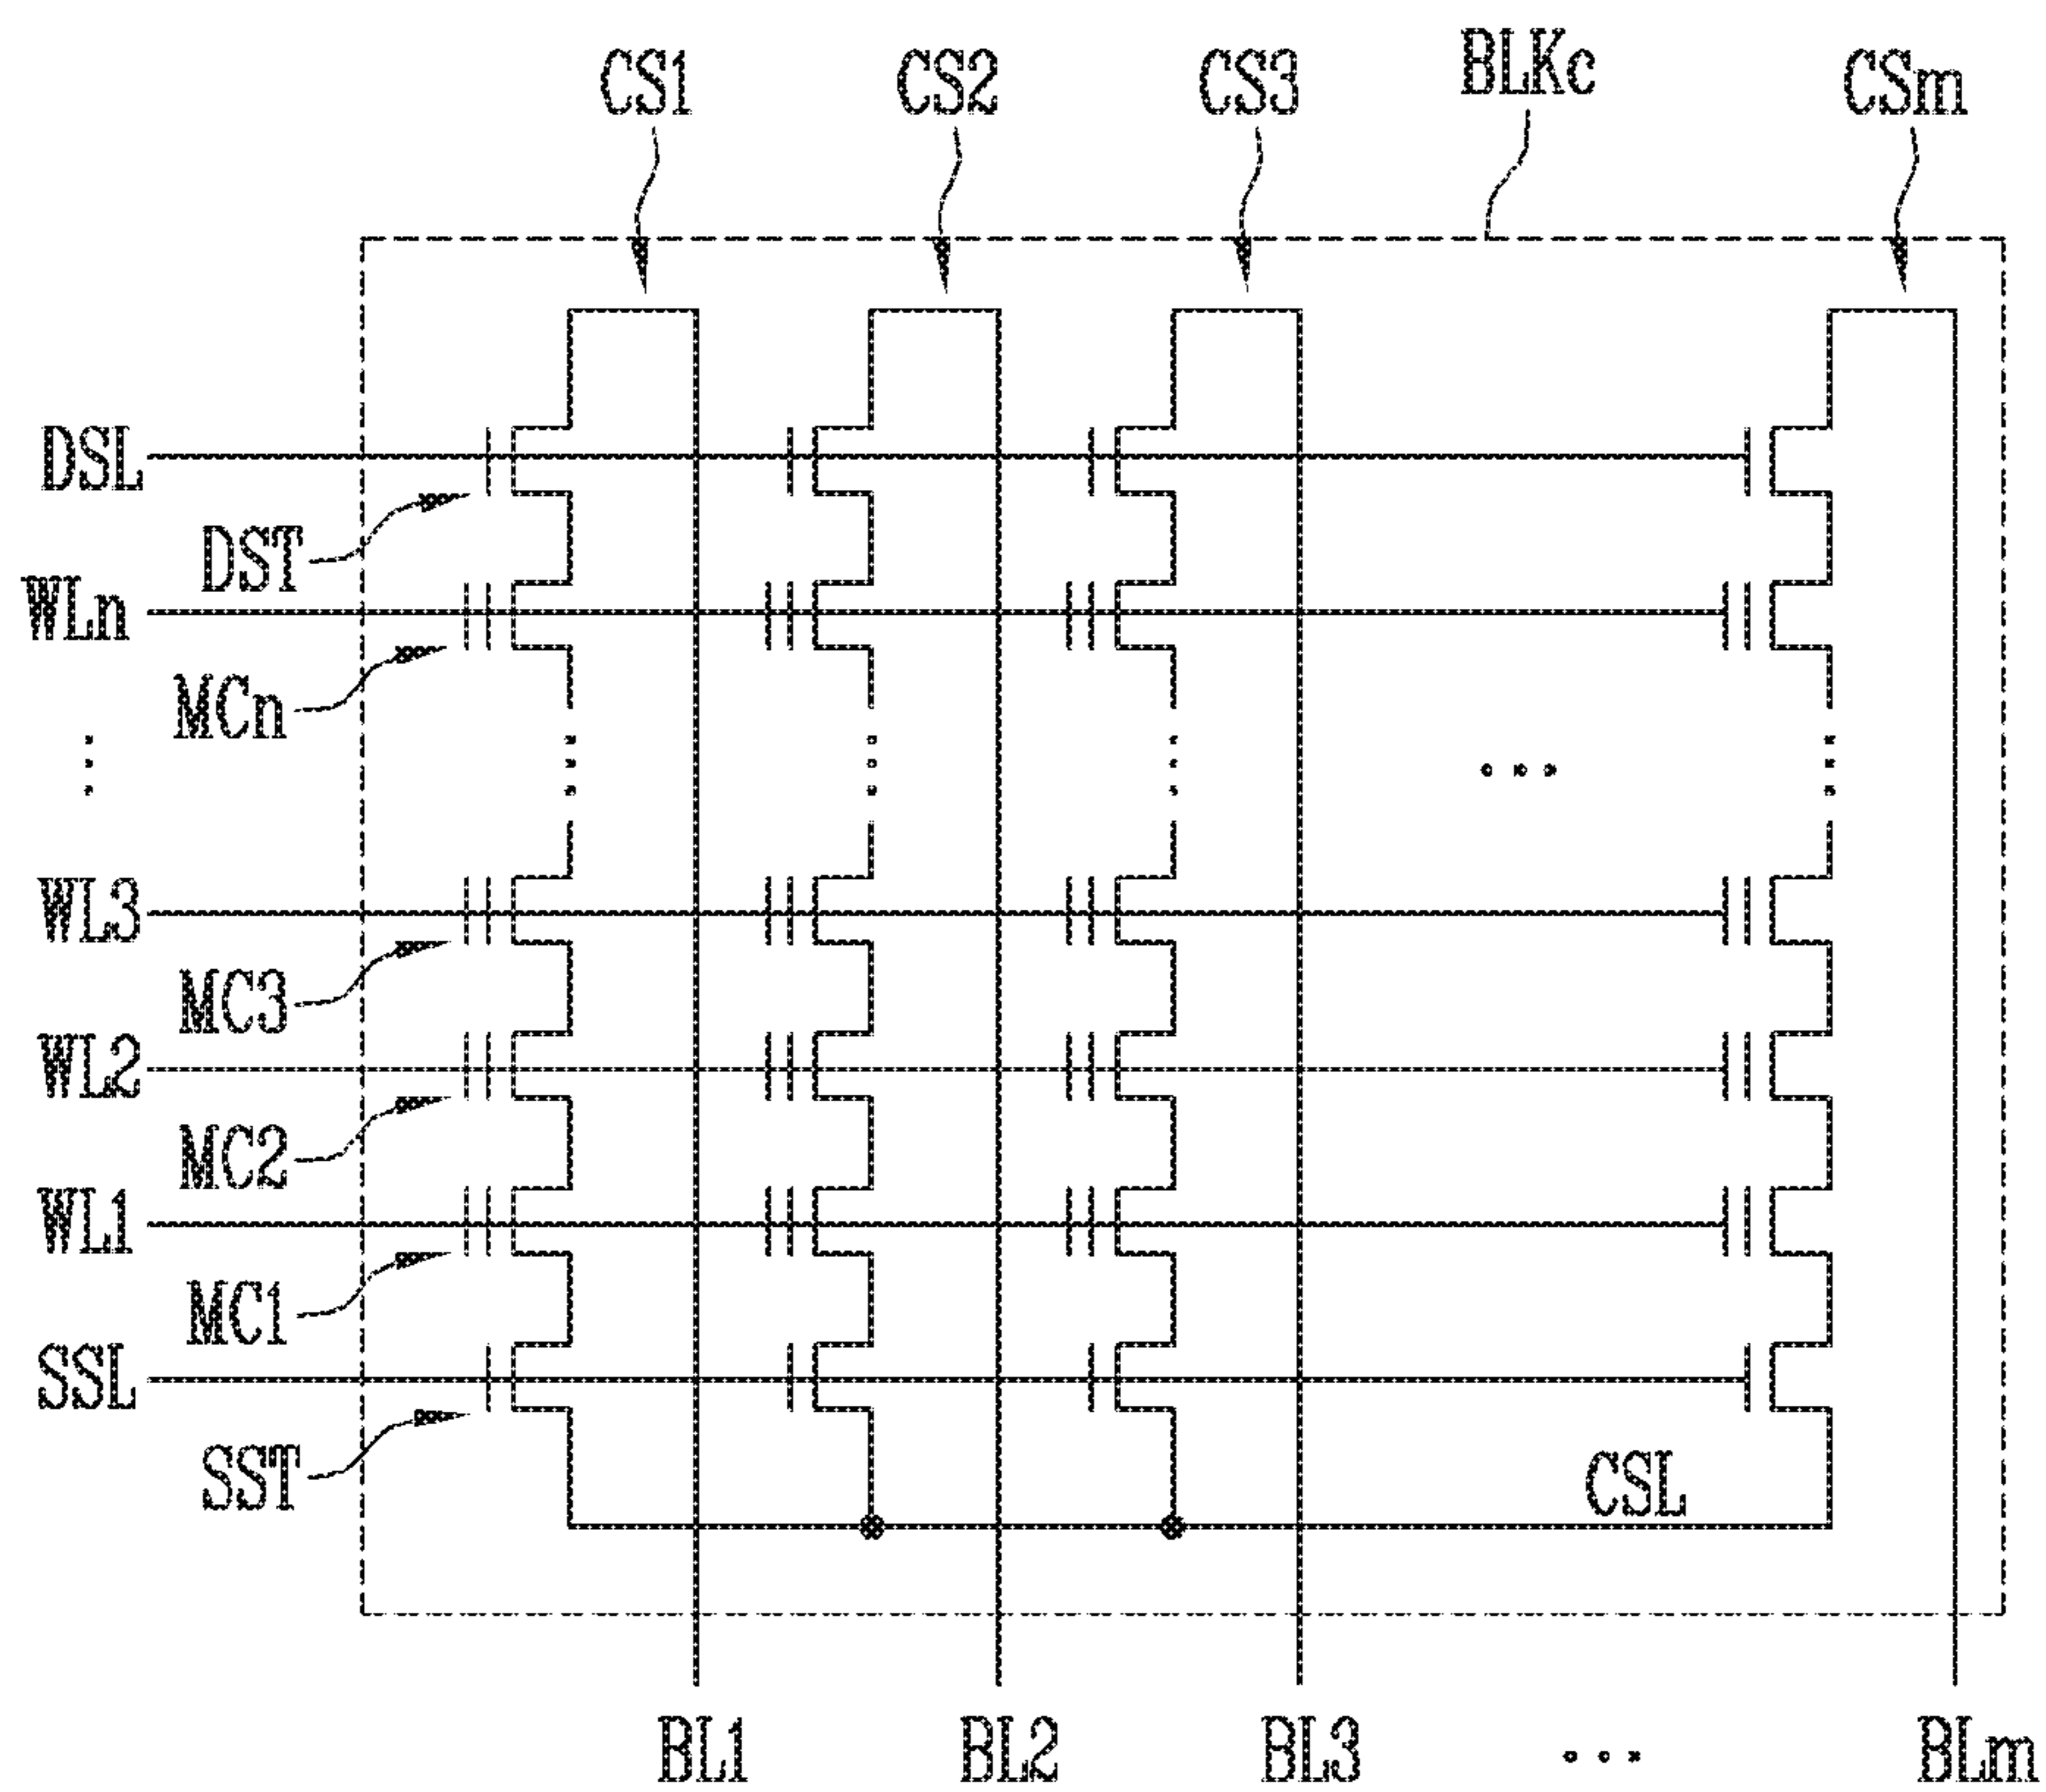 CS1 CS2 CS3 BLKc CSm
DSL
DST
WLn
MCn
WL3
MC3
WL2
MC2
WL1
MC1
SSL
SST
CSL
BL1 BL2 BL3 ... BLm